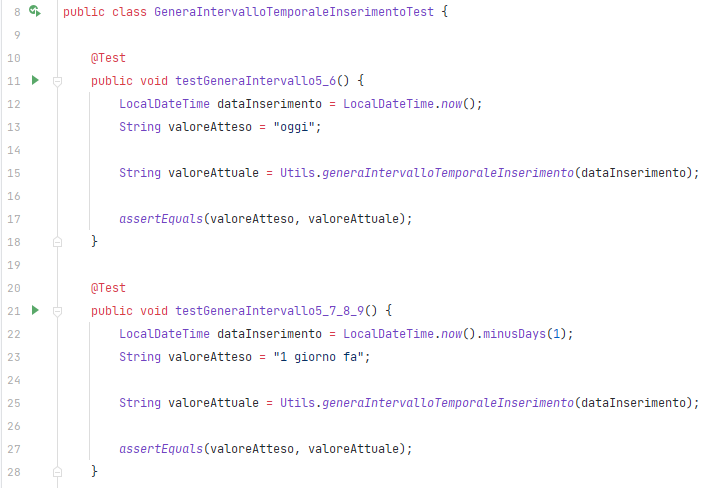 8 public class GeneraIntervalloTemporaleInserimentoTest {
9
10 @Test
11 public void testGeneraIntervallo5_6() {
12 LocalDateTime dataInserimento = LocalDateTime.now();
13 String valoreAtteso = "oggi";
14
15 String valoreAttuale = Utils.generaIntervalloTemporaleInserimento(dataInserimento);
16
17 assertEquals(valoreAtteso, valoreAttuale);
18 }
19
20 @Test
21 public void testGeneraIntervallo5_7_8_9() {
22 LocalDateTime dataInserimento = LocalDateTime.now().minusDays(1);
23 String valoreAtteso = "1 giorno fa";
24
25 String valoreAttuale = Utils.generaIntervalloTemporaleInserimento(dataInserimento);
26
27 assertEquals(valoreAtteso, valoreAttuale);
28 }